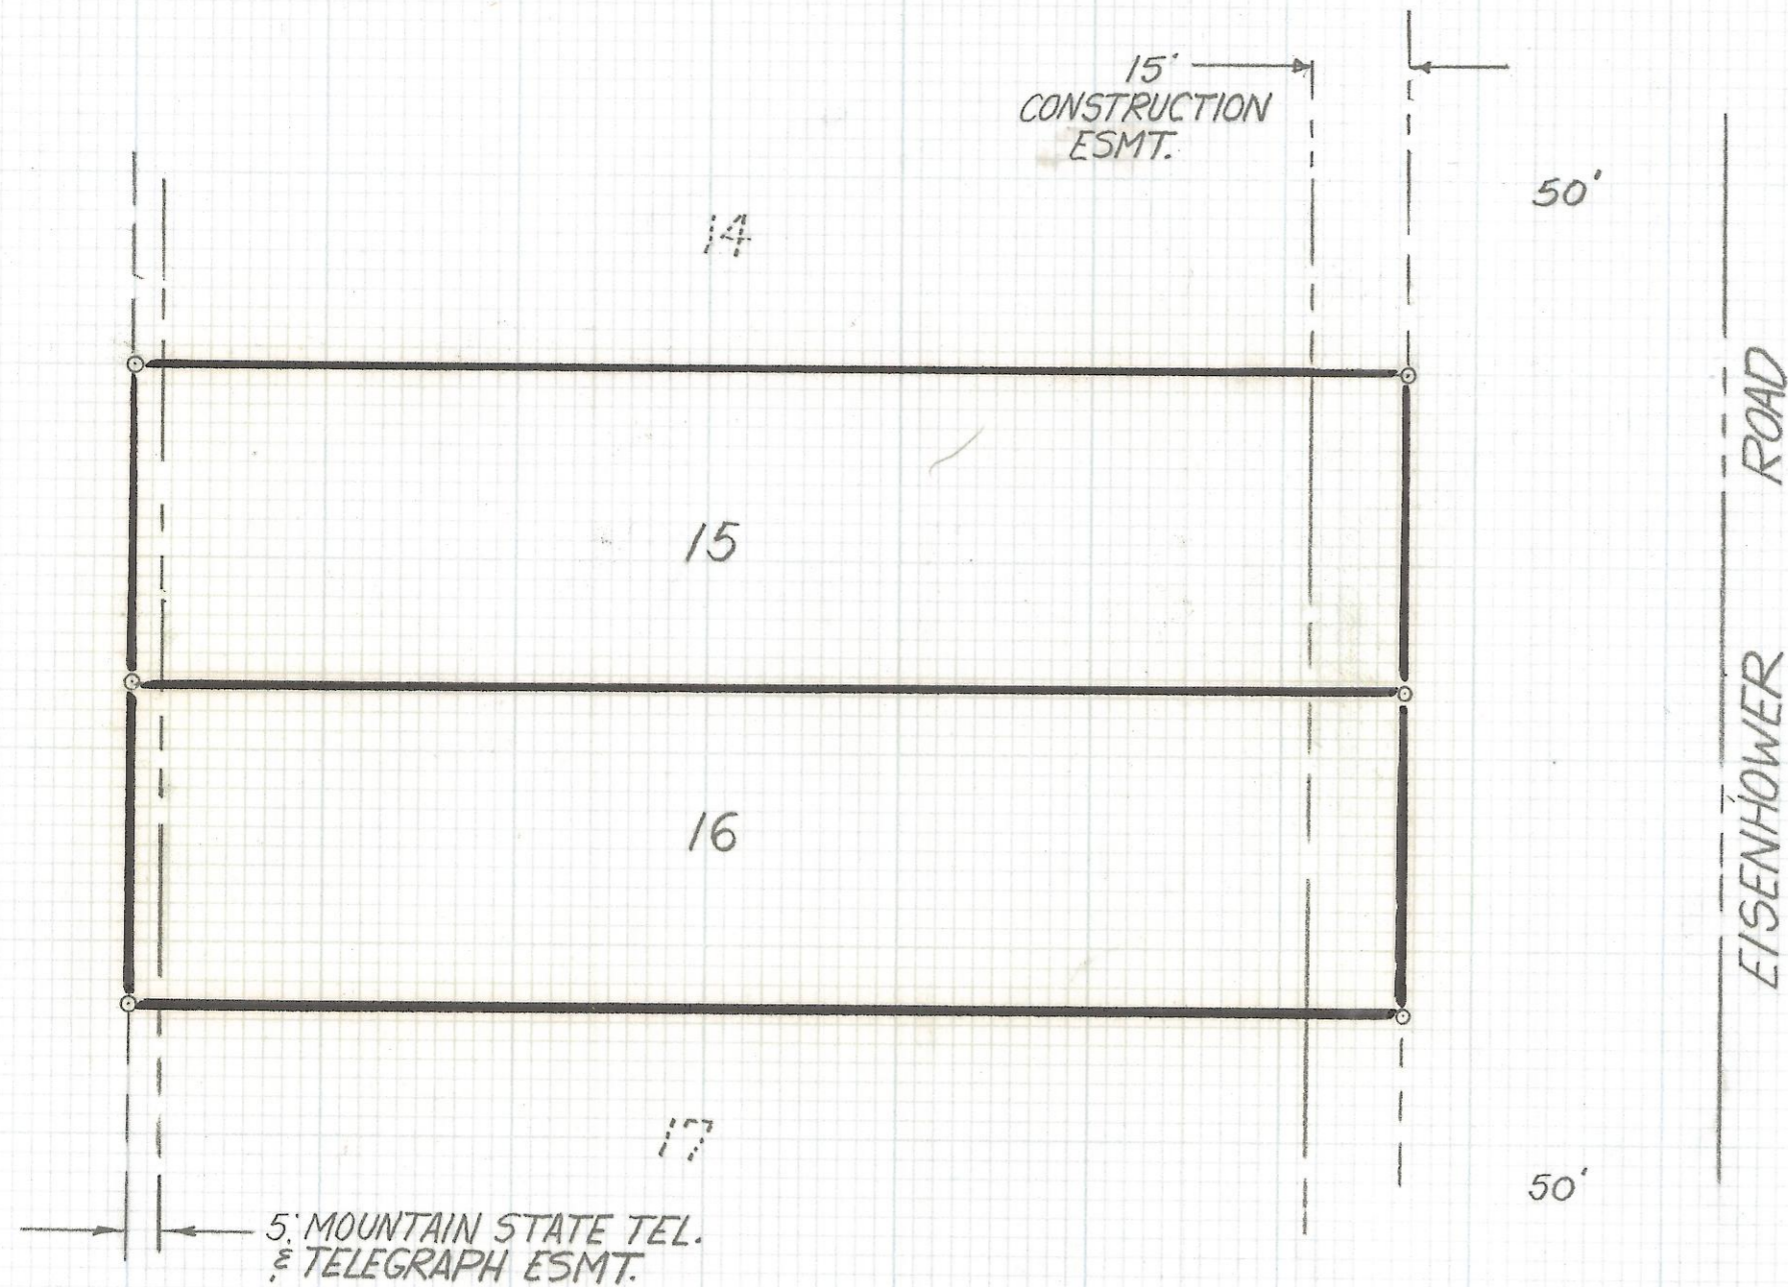 15'
CONSTRUCTION
ESMT.
50'
14
ROAD
15
EISENHOWER
16
17
50'
5' MOUNTAIN STATE TEL.
& TELEGRAPH ESMT.